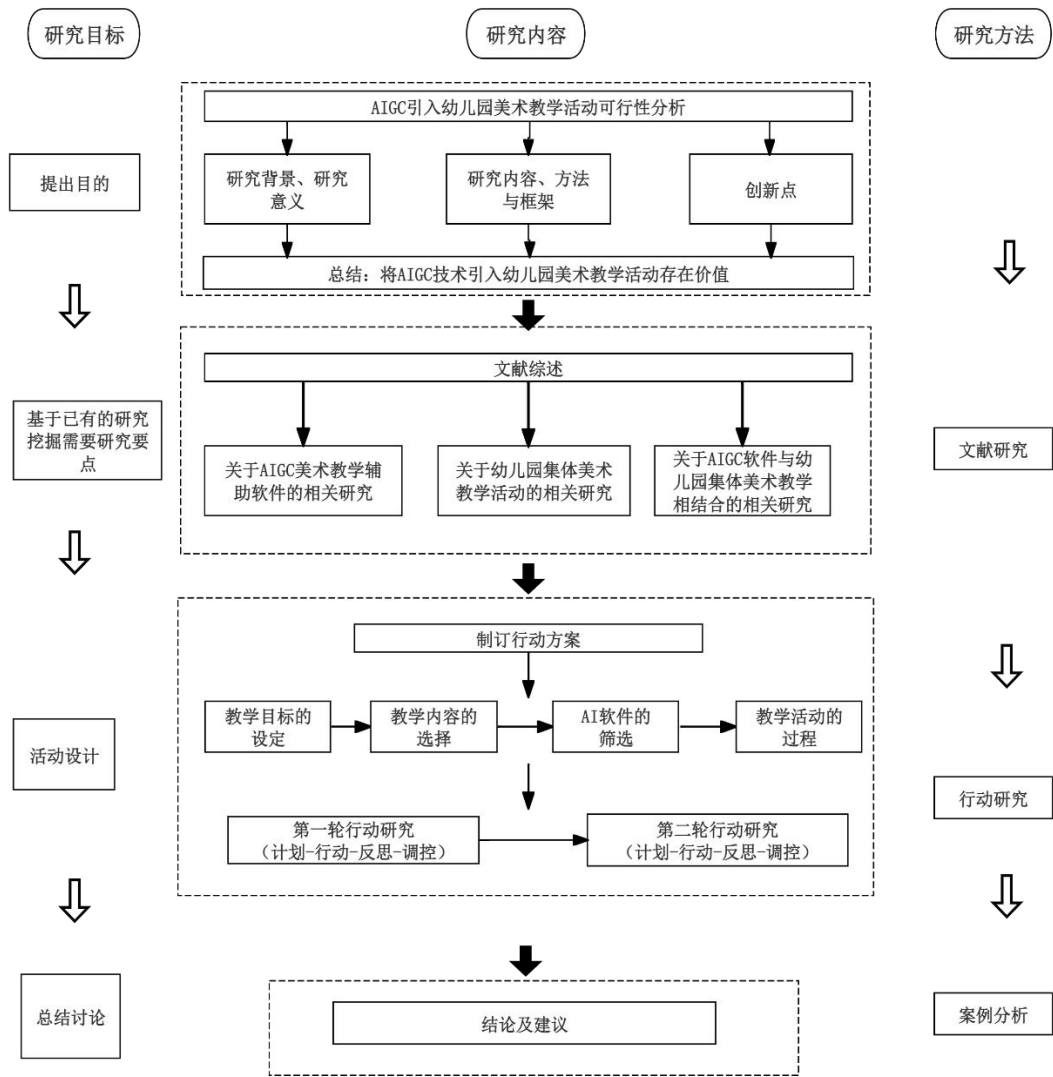 研究目标
研究内容
研究方法
AIGC引入幼儿园美术教学活动可行性分析
提出目的
研究背景、研究
意义
研究内容、方法
与框架
创新点
总结：将AIGC技术引入幼儿园美术教学活动存在价值
文献综述
基于已有的研究
挖掘需要研究要
点
关于AIGC美术教学辅
助软件的相关研究
关于幼儿园集体美术
教学活动的相关研究
关于AIGC软件与幼
儿园集体美术教学
相结合的相关研究
文献研究
制订行动方案
教学目标的
设定
教学内容的
选择
AI软件的
筛选
教学活动的
过程
活动设计
行动研究
第一轮行动研究
（计划-行动-反思-调控）
第二轮行动研究
（计划-行动-反思-调控）
总结讨论
结论及建议
案例分析